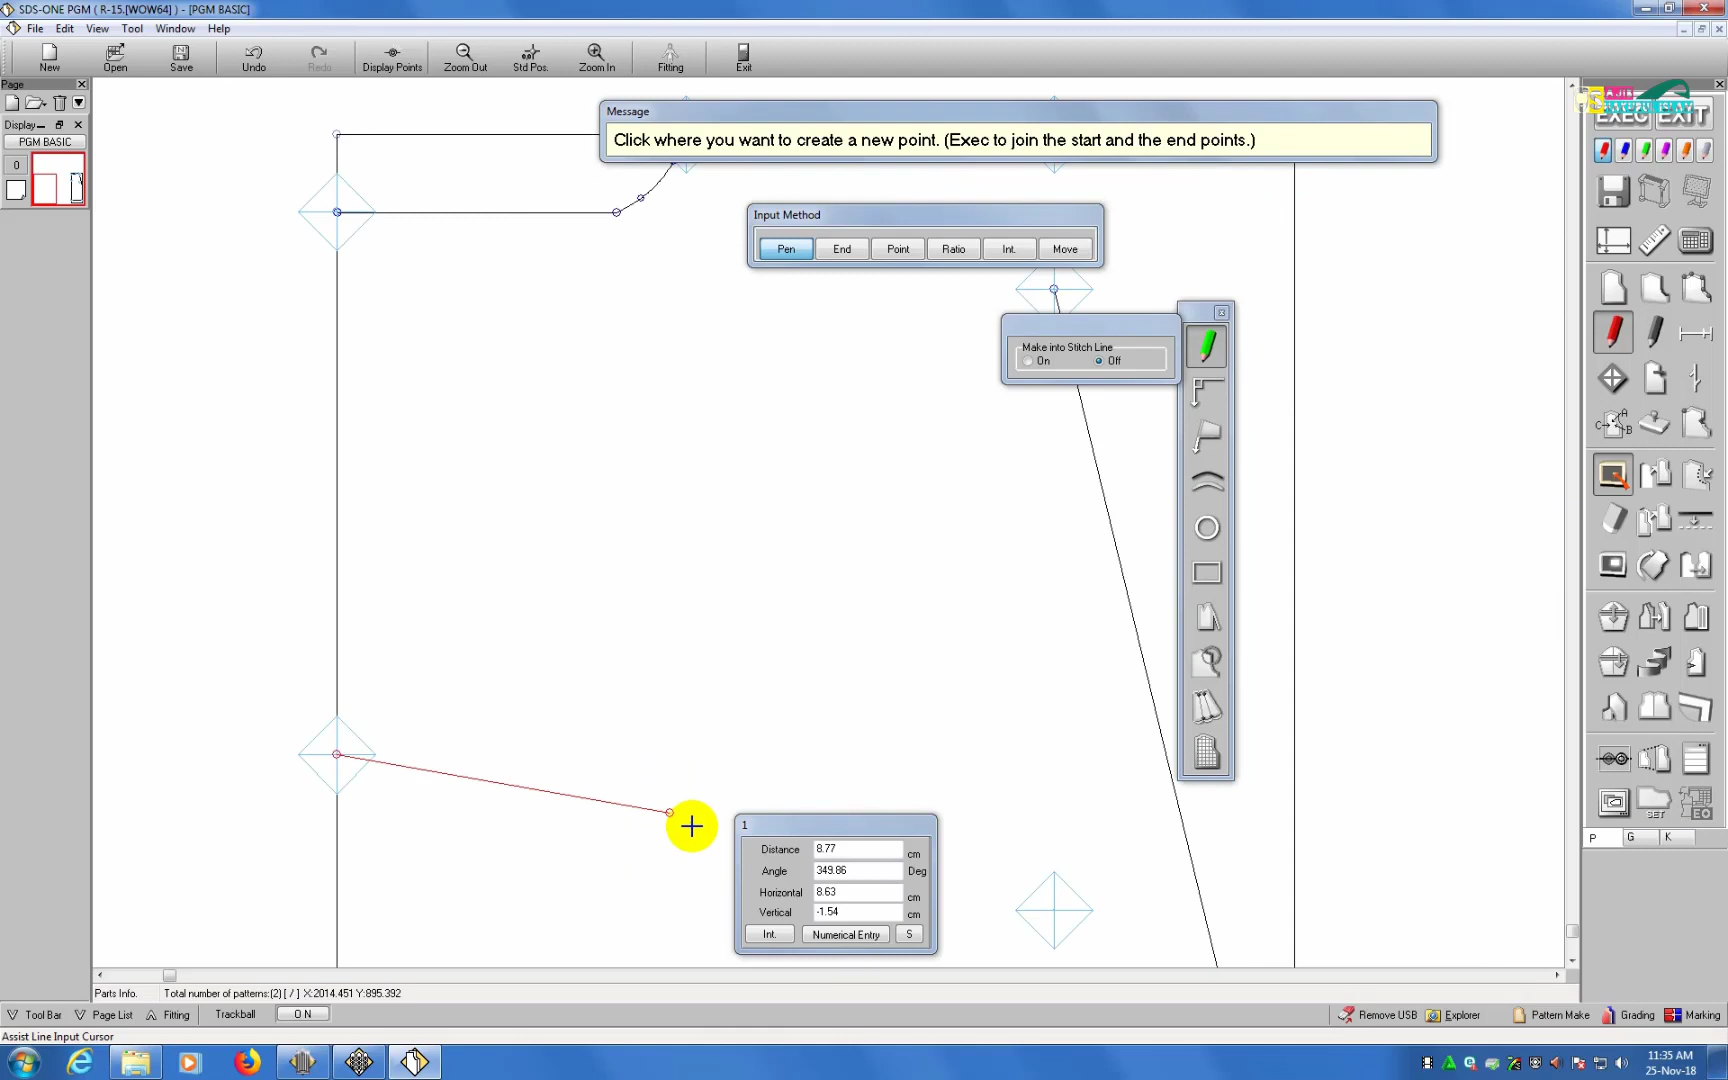 SDS-ONE PGM ( R-15.[WOW64] ) - [PGM BASIC]
File Edit View Tool Window Help
New Open Save Undo Redo Display Points Zoom Out Std Pos. Zoom In Fitting Exit
Page
Display
PGM BASIC
0
Message
Click where you want to create a new point. (Exec to join the start and the end points.)
EXEC EXIT
Input Method
Pen End Point Ratio Int. Move
Make into Stitch Line
On Off
A
C
B
SET
EQ
P G K
1
Distance 8.77 cm
Angle 349.86 Deg
Horizontal 8.63 cm
Vertical -1.54 cm
Int. Numerical Entry S
Parts Info. Total number of patterns:(2) [ / ] X:2014.451 Y:895.392
Tool Bar Page List Fitting Trackball ON Remove USB Explorer Pattern Make Grading Marking
Assist Line Input Cursor
11:35 AM
25-Nov-18